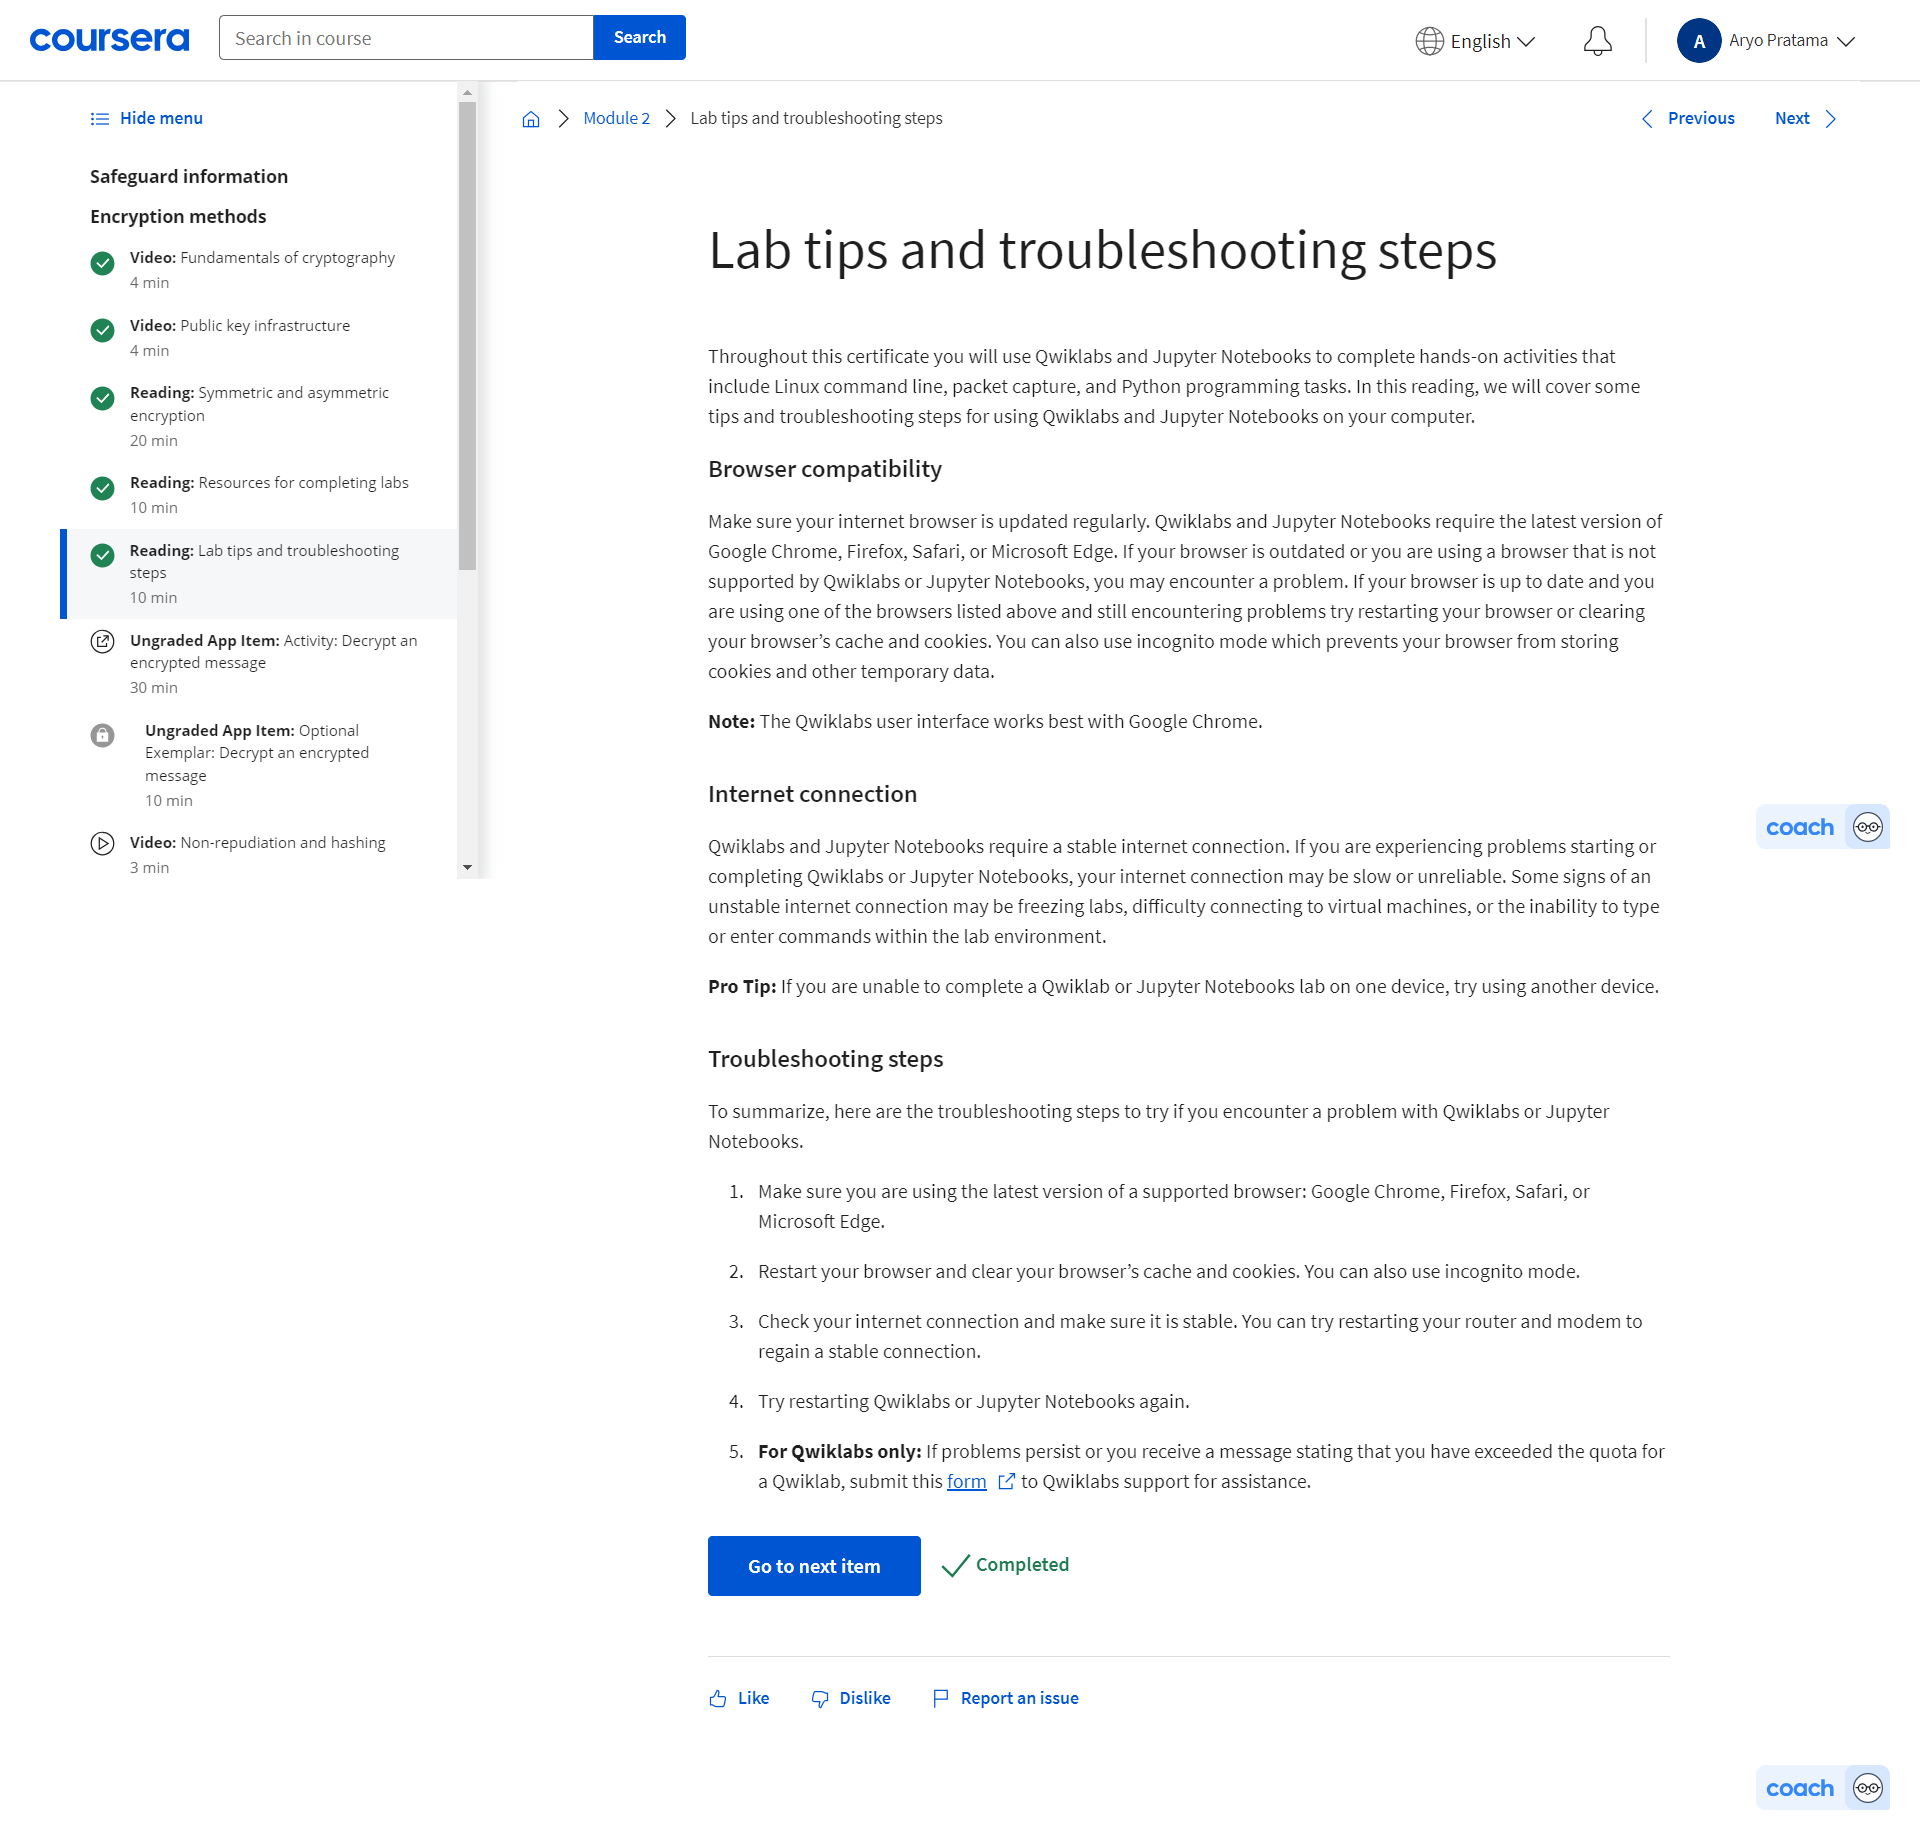 coursera
Search in course
Search
English
A
Aryo Pratama
Hide menu
Safeguard information
Encryption methods
Video: Fundamentals of cryptography
4 min
Video: Public key infrastructure
4 min
Reading: Symmetric and asymmetric
encryption
20 min
Reading: Resources for completing labs
10 min
Reading: Lab tips and troubleshooting
steps
10 min
Ungraded App Item: Activity: Decrypt an
encrypted message
30 min
Ungraded App Item: Optional
Exemplar: Decrypt an encrypted
message
10 min
Video: Non-repudiation and hashing
3 min
Module 2
Lab tips and troubleshooting steps
Previous
Next
Lab tips and troubleshooting steps
Throughout this certificate you will use Qwiklabs and Jupyter Notebooks to complete hands-on activities that
include Linux command line, packet capture, and Python programming tasks. In this reading, we will cover some
tips and troubleshooting steps for using Qwiklabs and Jupyter Notebooks on your computer.
Browser compatibility
Make sure your internet browser is updated regularly. Qwiklabs and Jupyter Notebooks require the latest version of
Google Chrome, Firefox, Safari, or Microsoft Edge. If your browser is outdated or you are using a browser that is not
supported by Qwiklabs or Jupyter Notebooks, you may encounter a problem. If your browser is up to date and you
are using one of the browsers listed above and still encountering problems try restarting your browser or clearing
your browser’s cache and cookies. You can also use incognito mode which prevents your browser from storing
cookies and other temporary data.
Note: The Qwiklabs user interface works best with Google Chrome.
Internet connection
Qwiklabs and Jupyter Notebooks require a stable internet connection. If you are experiencing problems starting or
completing Qwiklabs or Jupyter Notebooks, your internet connection may be slow or unreliable. Some signs of an
unstable internet connection may be freezing labs, difficulty connecting to virtual machines, or the inability to type
or enter commands within the lab environment.
Pro Tip: If you are unable to complete a Qwiklab or Jupyter Notebooks lab on one device, try using another device.
Troubleshooting steps
To summarize, here are the troubleshooting steps to try if you encounter a problem with Qwiklabs or Jupyter
Notebooks.
1. Make sure you are using the latest version of a supported browser: Google Chrome, Firefox, Safari, or
Microsoft Edge.
2. Restart your browser and clear your browser’s cache and cookies. You can also use incognito mode.
3. Check your internet connection and make sure it is stable. You can try restarting your router and modem to
regain a stable connection.
4. Try restarting Qwiklabs or Jupyter Notebooks again.
5. For Qwiklabs only: If problems persist or you receive a message stating that you have exceeded the quota for
a Qwiklab, submit this form to Qwiklabs support for assistance.
Go to next item
Completed
Like
Dislike
Report an issue
coach
coach